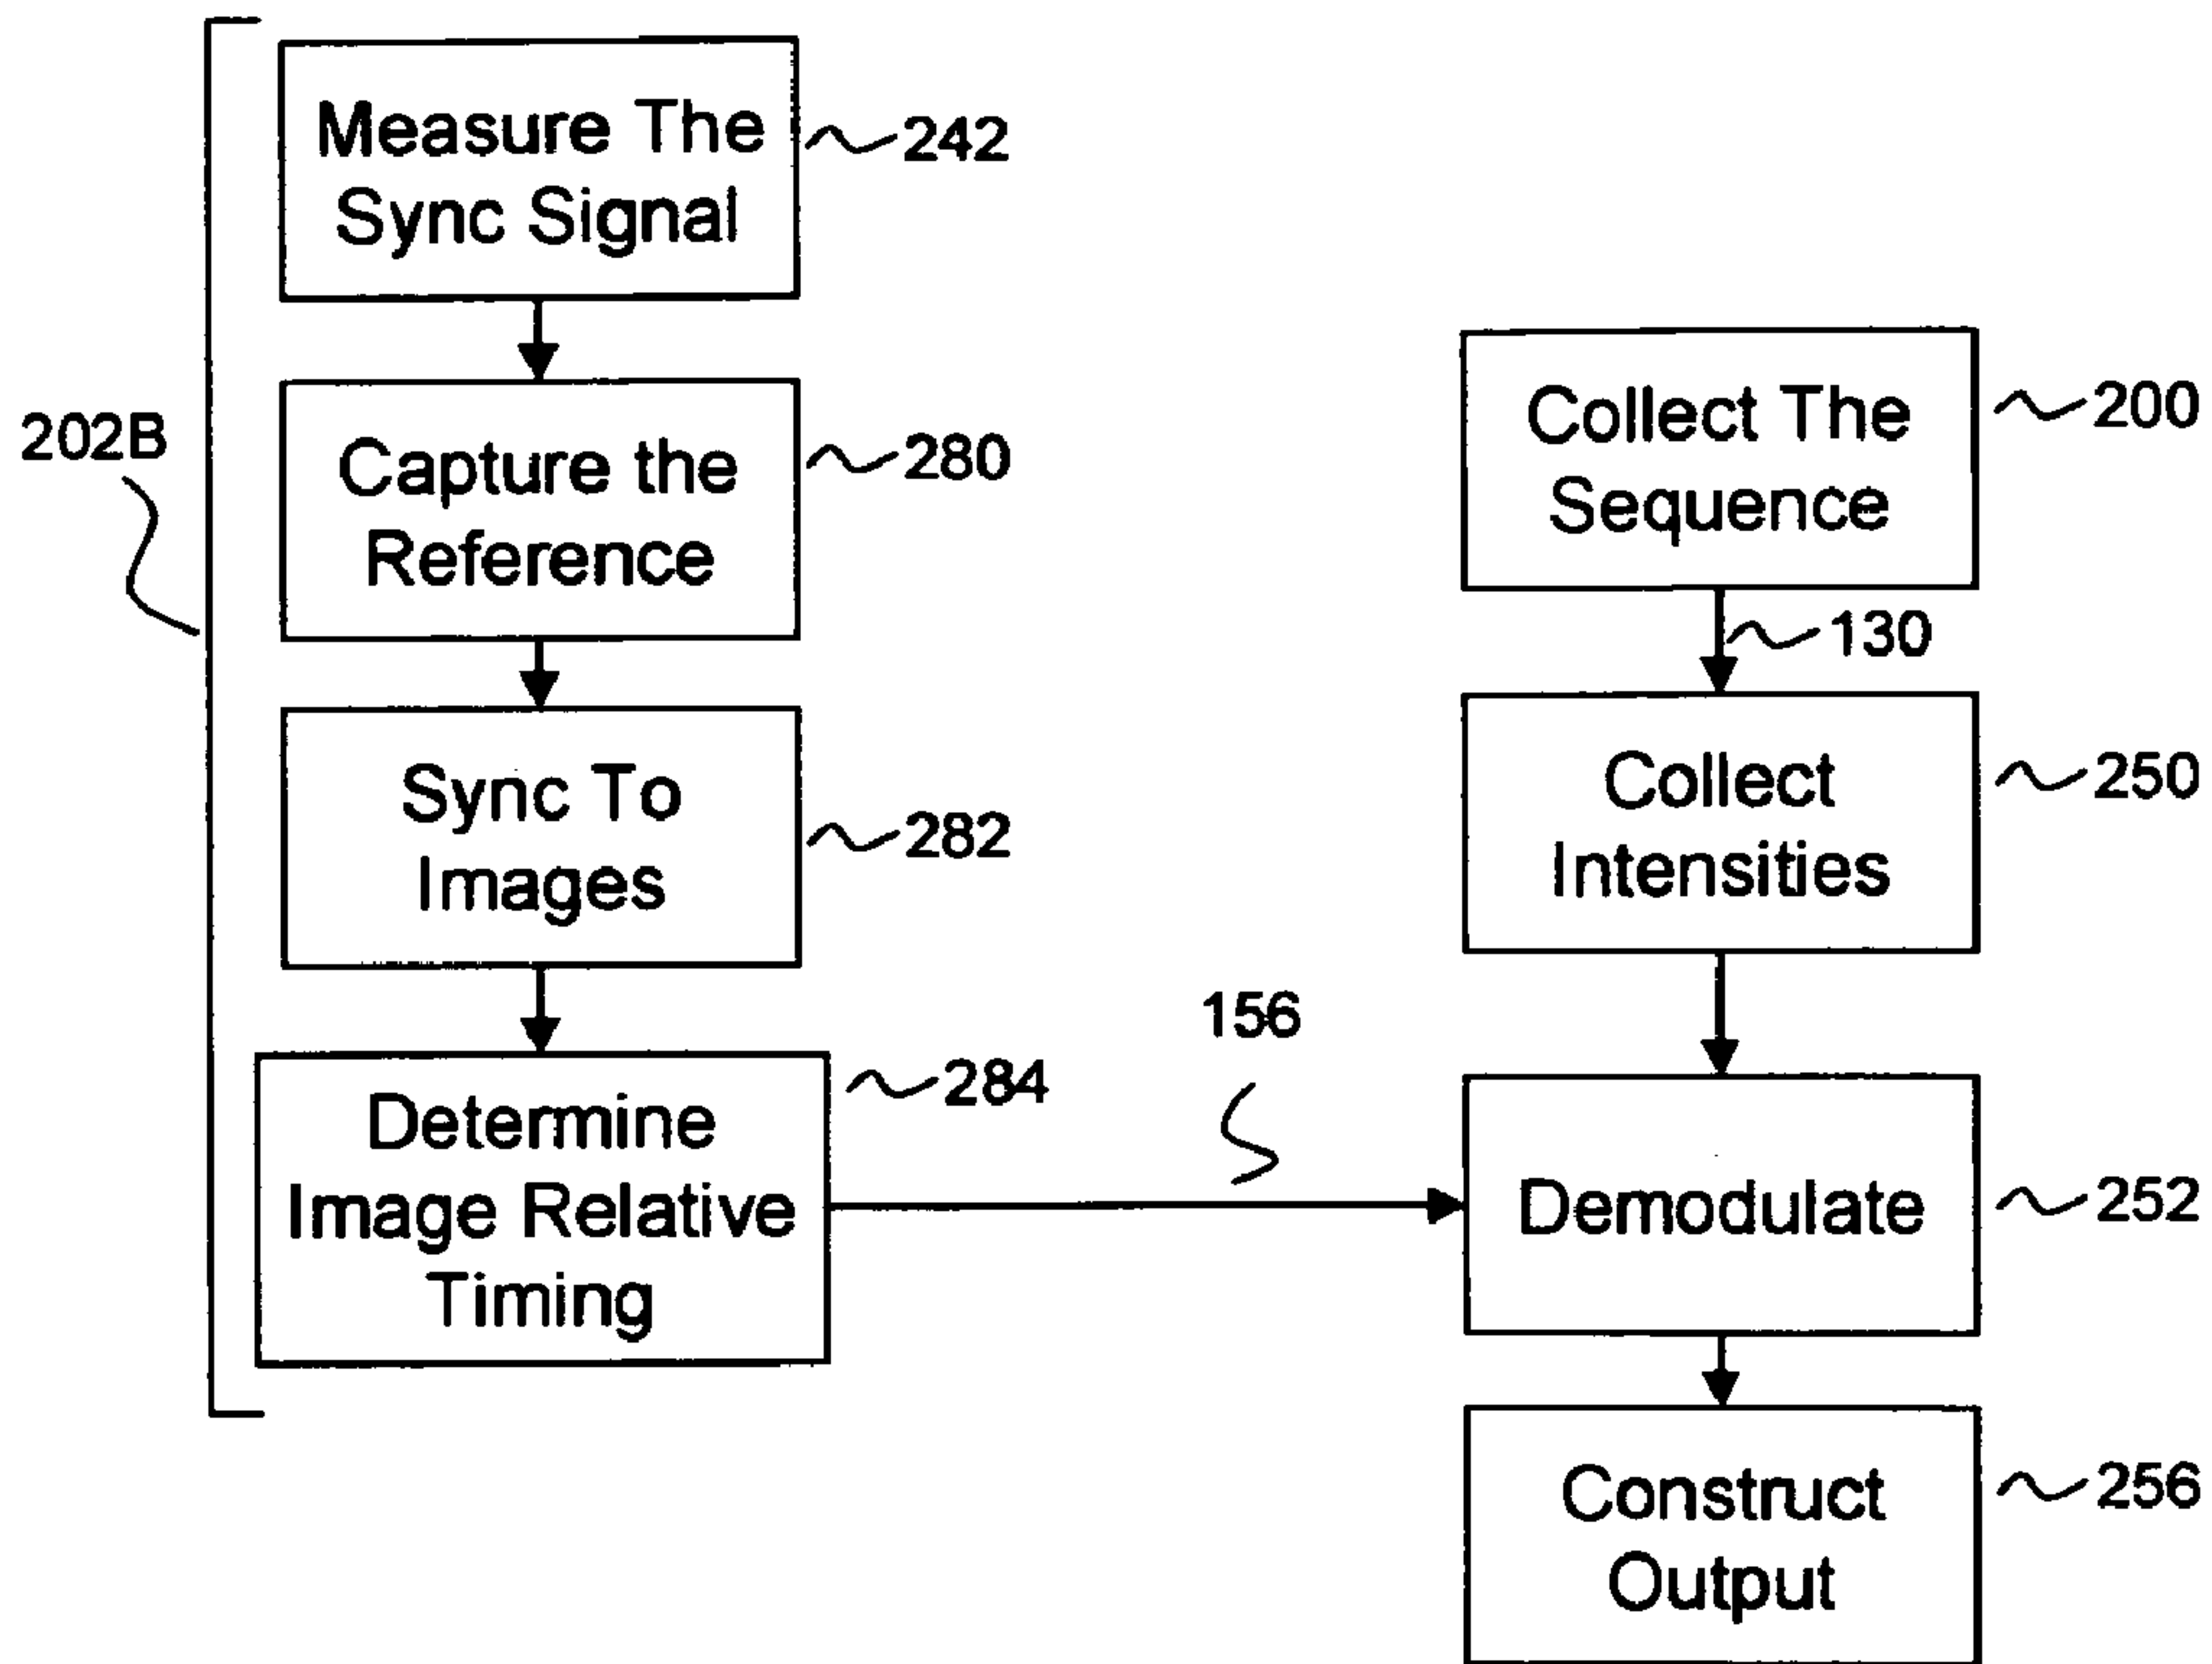 202B
Measure The
Sync Signal
242
Capture the
Reference
280
Sync To
Images
282
Determine
Image Relative
Timing
284
156
Collect The
Sequence
200
130
Collect
Intensities
250
Demodulate
252
Construct
Output
256